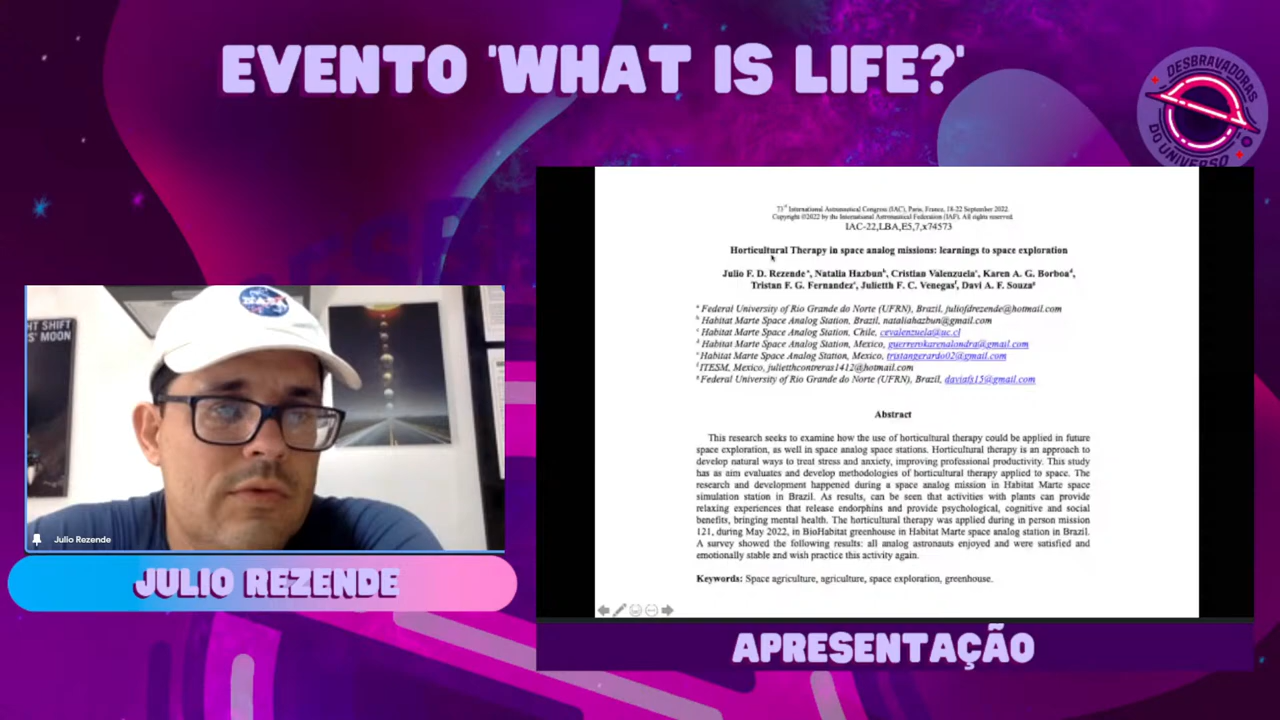 EVENTO 'WHAT IS LIFE?'
DESBRAVADORAS
DO UNIVERSO
73rd International Astronautical Congress (IAC), Paris, France, 18-22 September 2022.
Copyright ©2022 by the International Astronautical Federation (IAF). All rights reserved.
IAC-22,LBA,E5,7,x74573
Horticultural Therapy in space analog missions: learnings to space exploration
Julio F. D. Rezende a, Natalia Hazbun b, Cristian Valenzuela c, Karen A. G. Borboa d,
Tristan F. G. Fernandez e, Julietth F. C. Venegas f, Davi A. F. Souza g
a Federal University of Rio Grande do Norte (UFRN), Brazil, juliofdrezende@hotmail.com
b Habitat Marte Space Analog Station, Brazil, nataliahazbun@gmail.com
c Habitat Marte Space Analog Station, Chile, cevalenzuela@uc.cl
d Habitat Marte Space Analog Station, Mexico, guerrerokarenalondra@gmail.com
e Habitat Marte Space Analog Station, Mexico, tristangerardo02@gmail.com
f ITESM, Mexico, julietthcontreras1412@hotmail.com
g Federal University of Rio Grande do Norte (UFRN), Brazil, daviafs15@gmail.com
Abstract
This research seeks to examine how the use of horticultural therapy could be applied in future
space exploration, as well in space analog space stations. Horticultural therapy is an approach to
develop natural ways to treat stress and anxiety, improving professional productivity. This study
has as aim evaluates and develop methodologies of horticultural therapy applied to space. The
research and development happened during a space analog mission in Habitat Marte space
simulation station in Brazil. As results, can be seen that activities with plants can provide
relaxing experiences that release endorphins and provide psychological, cognitive and social
benefits, bringing mental health. The horticultural therapy was applied during in person mission
121, during May 2022, in BioHabitat greenhouse in Habitat Marte space analog station in Brazil.
A survey showed the following results: all analog astronauts enjoyed and were satisfied and
emotionally stable and wish practice this activity again.
Keywords: Space agriculture, agriculture, space exploration, greenhouse.
HT SHIFT
S' MOON
NASA
Julio Rezende
JULIO REZENDE
APRESENTAÇÃO